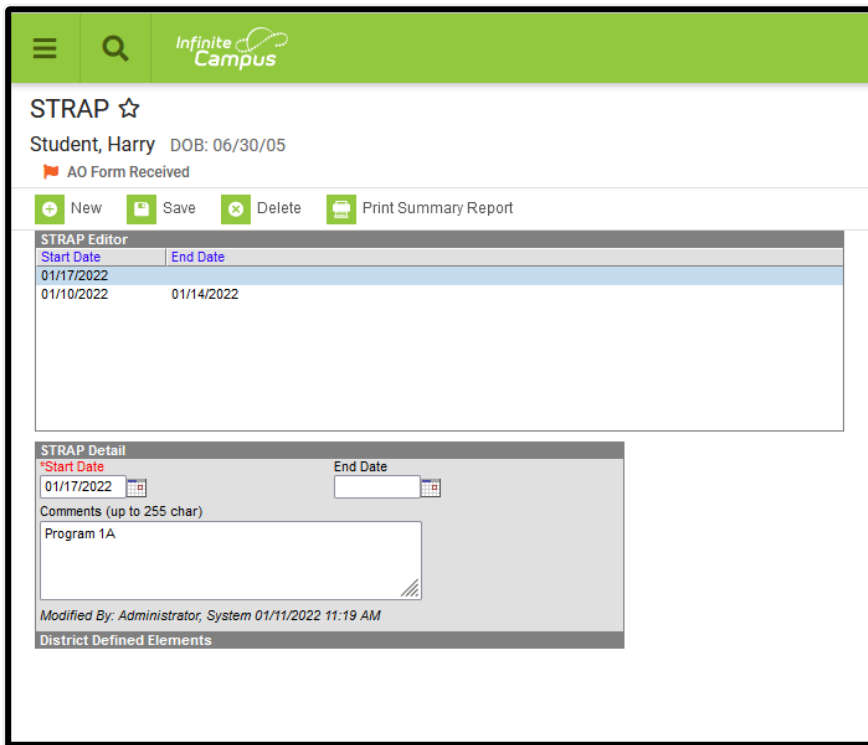 Infinite
Campus
STRAP
Student, Harry DOB: 06/30/05
AO Form Received
New Save Delete Print Summary Report
STRAP Editor
Start Date End Date
01/17/2022
01/10/2022 01/14/2022
STRAP Detail
*Start Date End Date
01/17/2022
Comments (up to 255 char)
Program 1A
Modified By: Administrator, System 01/11/2022 11:19 AM
District Defined Elements